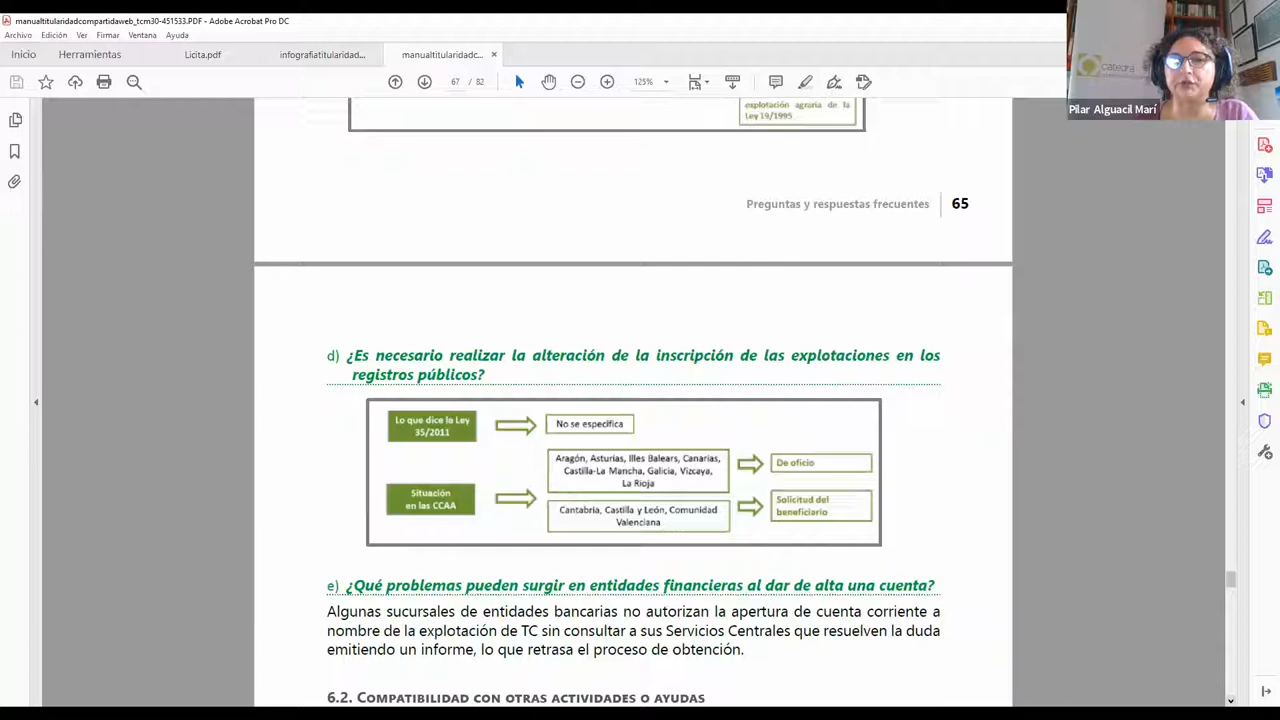 manualtitularidadcompartidaweb_tcm30-451533.PDF - Adobe Acrobat Pro DC
Archivo Edición Ver Firmar Ventana Ayuda
Inicio Herramientas Licita.pdf infografiatitularidad... manualtitularidadc... ×
67 / 82 125%
cátedra
Pilar Alguacil Marí
explotación agraria de la
Ley 19/1995
Preguntas y respuestas frecuentes 65
d) ¿Es necesario realizar la alteración de la inscripción de las explotaciones en los
registros públicos?
Lo que dice la Ley
35/2011
No se especifica
Situación
en las CCAA
Aragón, Asturias, Illes Balears, Canarias,
Castilla-La Mancha, Galicia, Vizcaya,
La Rioja
De oficio
Cantabria, Castilla y León, Comunidad
Valenciana
Solicitud del
beneficiario
e) ¿Qué problemas pueden surgir en entidades financieras al dar de alta una cuenta?
Algunas sucursales de entidades bancarias no autorizan la apertura de cuenta corriente a
nombre de la explotación de TC sin consultar a sus Servicios Centrales que resuelven la duda
emitiendo un informe, lo que retrasa el proceso de obtención.
6.2. COMPATIBILIDAD CON OTRAS ACTIVIDADES O AYUDAS